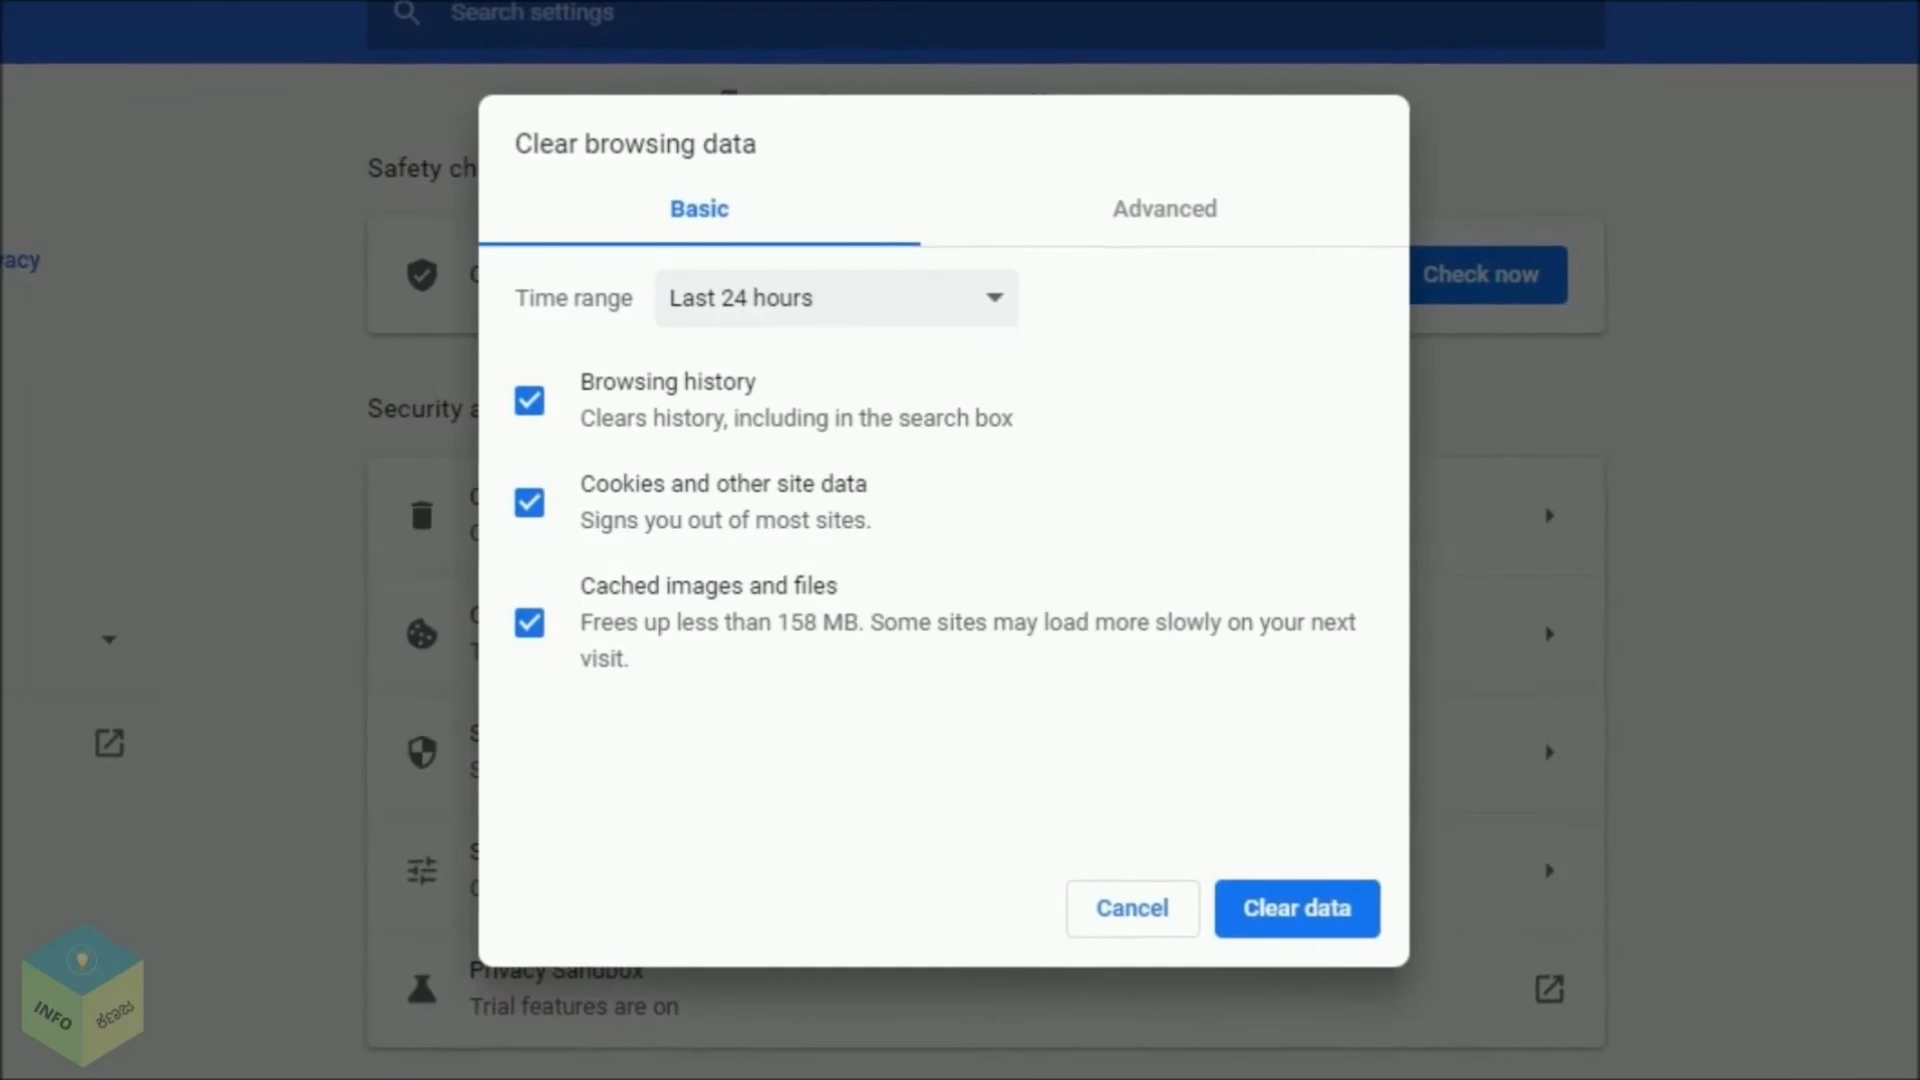 Search settings
Clear browsing data
Safety ch
Basic
Advanced
acy
Check now
Time range
Last 24 hours
Browsing history
Clears history, including in the search box
Security a
Cookies and other site data
Signs you out of most sites.
Cached images and files
Frees up less than 158 MB. Some sites may load more slowly on your next
visit.
Cancel
Clear data
Privacy Sandbox
Trial features are on
INFO